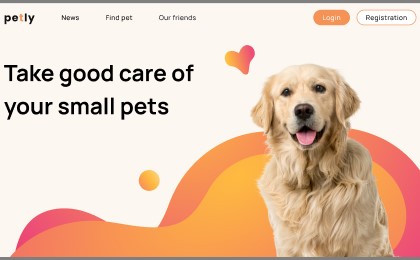 petly
News
Find pet
Our friends
Login
Registration
Take good care of
your small pets